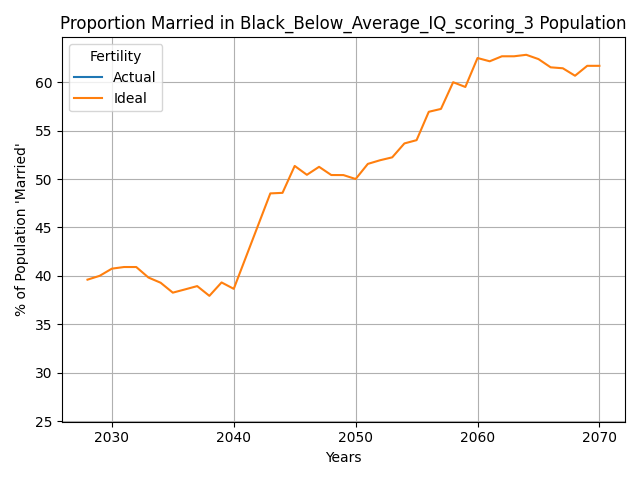 Proportion Married in Black_Below_Average_IQ_scoring_3 Population
Fertility
Actual
Ideal
% of Population 'Married'
60
55
50
45
40
35
30
25
2030 2040 2050 2060 2070
Years